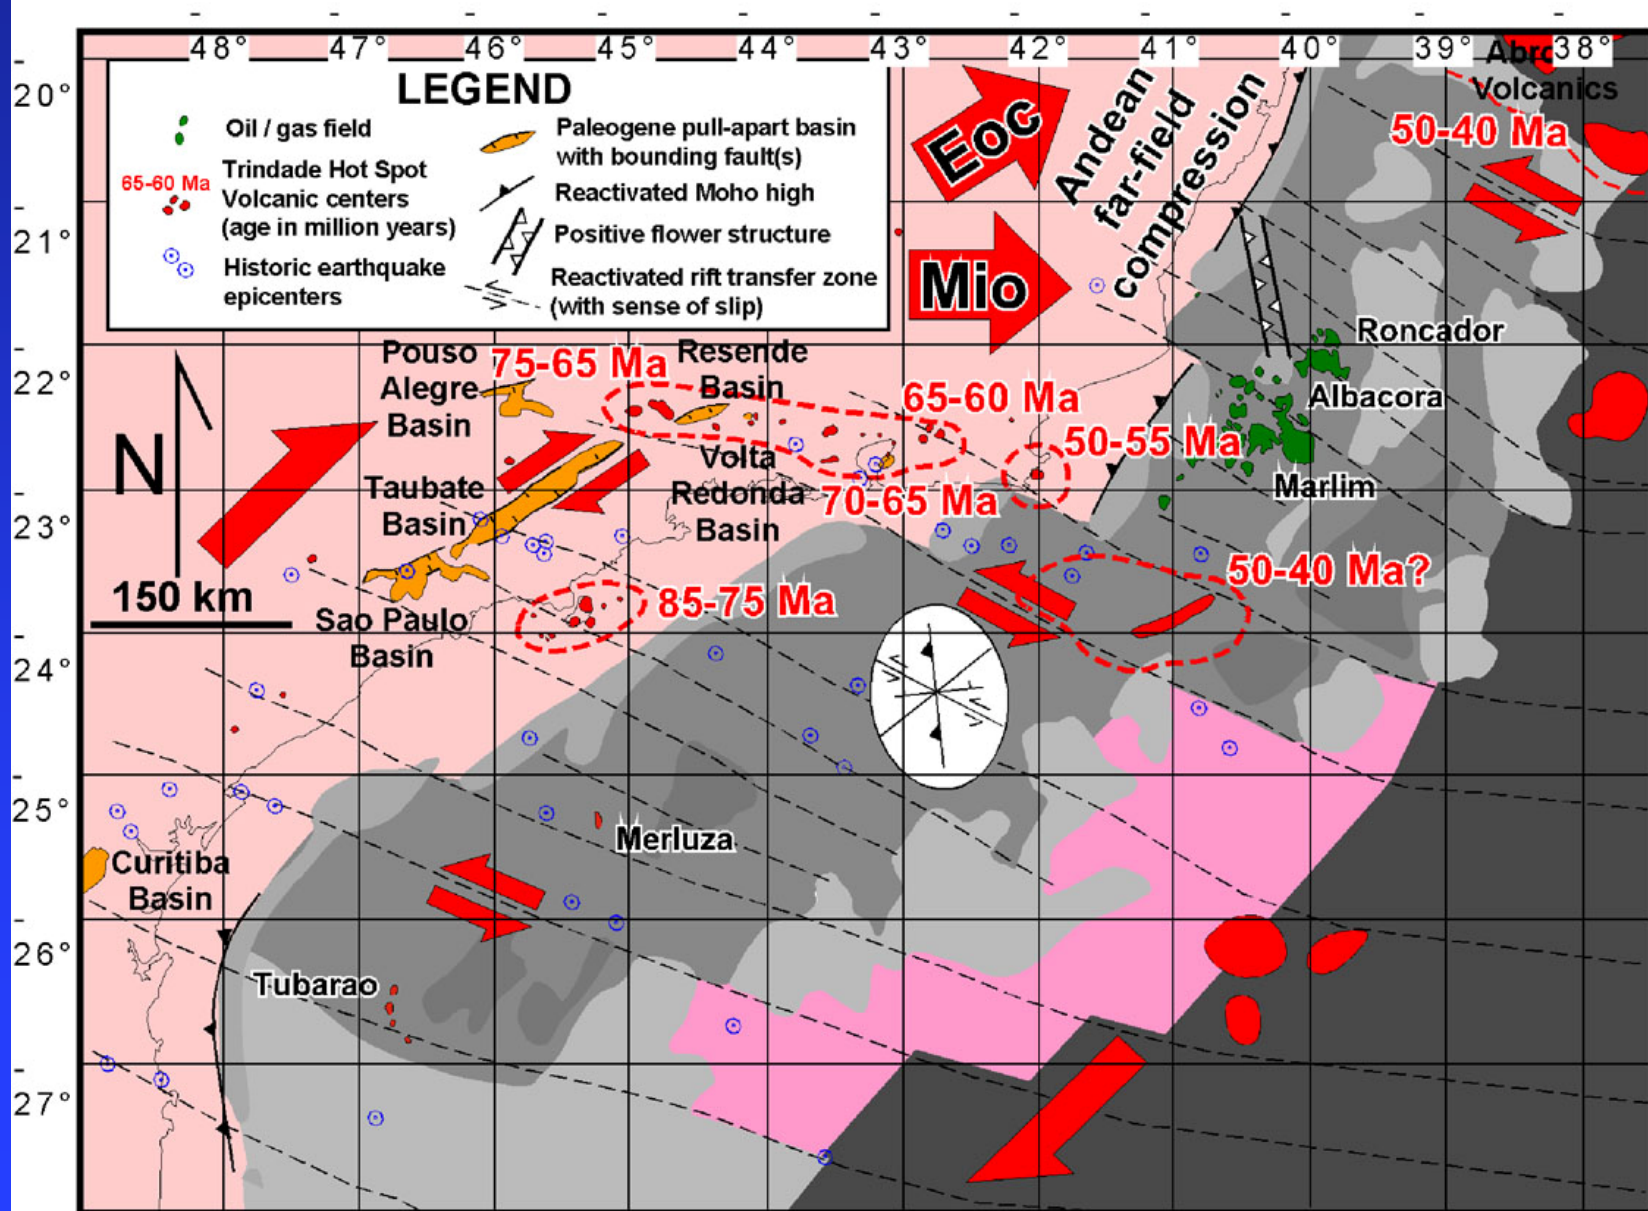 48° 47° 46° 45° 44° 43° 42° 41° 40° 39° 38°
20°
21°
22°
23°
24°
25°
26°
27°
LEGEND
Oil / gas field
65-60 Ma
Trindade Hot Spot
Volcanic centers
(age in million years)
Historic earthquake
epicenters
Paleogene pull-apart basin
with bounding fault(s)
Reactivated Moho high
Positive flower structure
Reactivated rift transfer zone
(with sense of slip)
Eoc
Mio
Andean
far-field
compression
Volcanics
50-40 Ma
Roncador
Albacora
Marlim
Pouso
Alegre
Basin
75-65 Ma
Resende
Basin
65-60 Ma
50-55 Ma
Volta
Redonda
Basin
70-65 Ma
Taubate
Basin
N
150 km
Sao Paulo
Basin
85-75 Ma
50-40 Ma?
Merluza
Curitiba
Basin
Tubarao